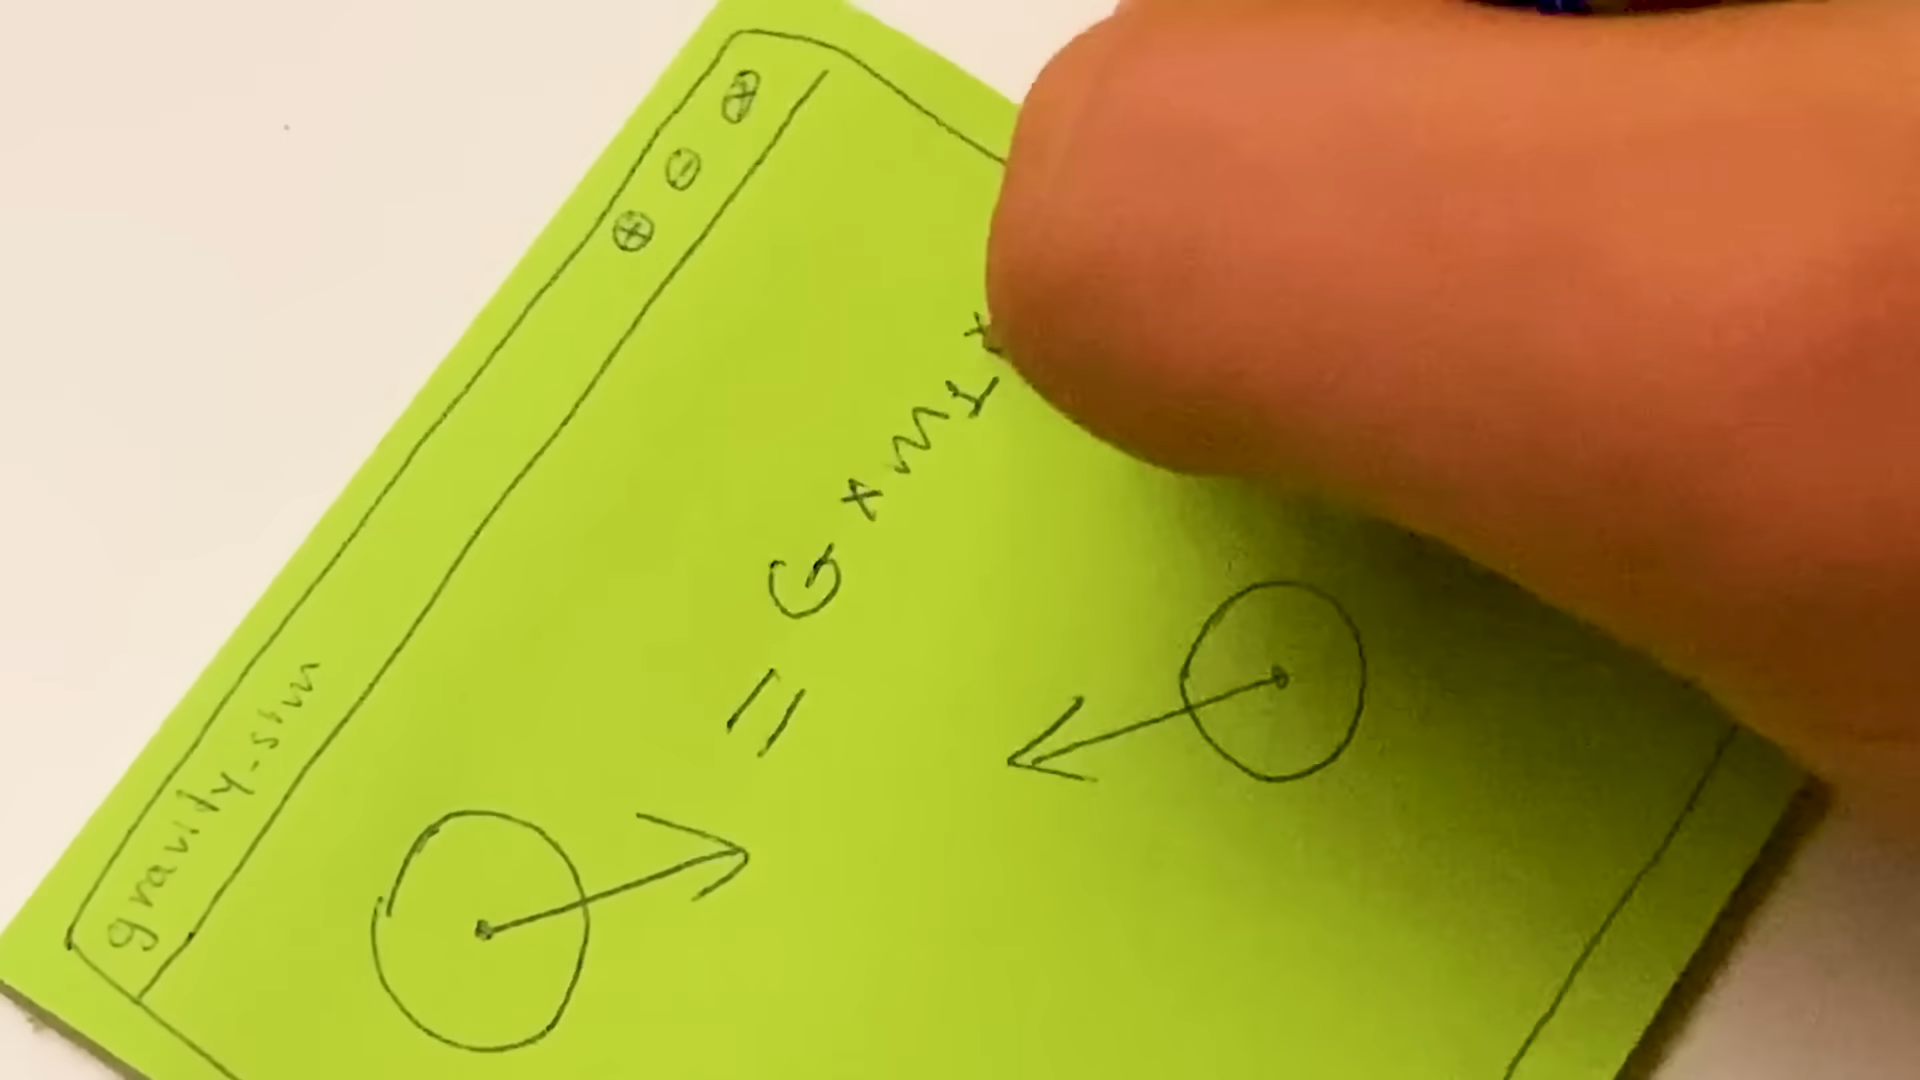 gravity-sim
= G x m1 x